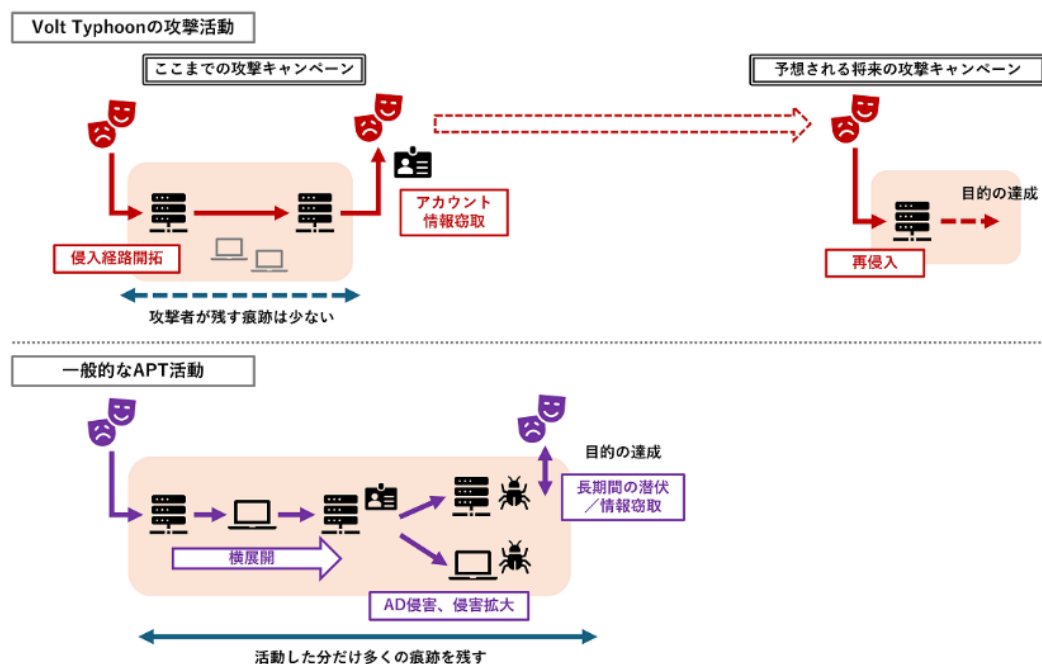 Volt Typhoonの攻撃活動
ここまでの攻撃キャンペーン
予想される将来の攻撃キャンペーン
アカウント
情報窃取
目的の達成
侵入経路開拓
再侵入
攻撃者が残す痕跡は少ない
一般的なAPT活動
目的の達成
長期間の潜伏
／情報窃取
横展開
AD侵害、侵害拡大
活動した分だけ多くの痕跡を残す